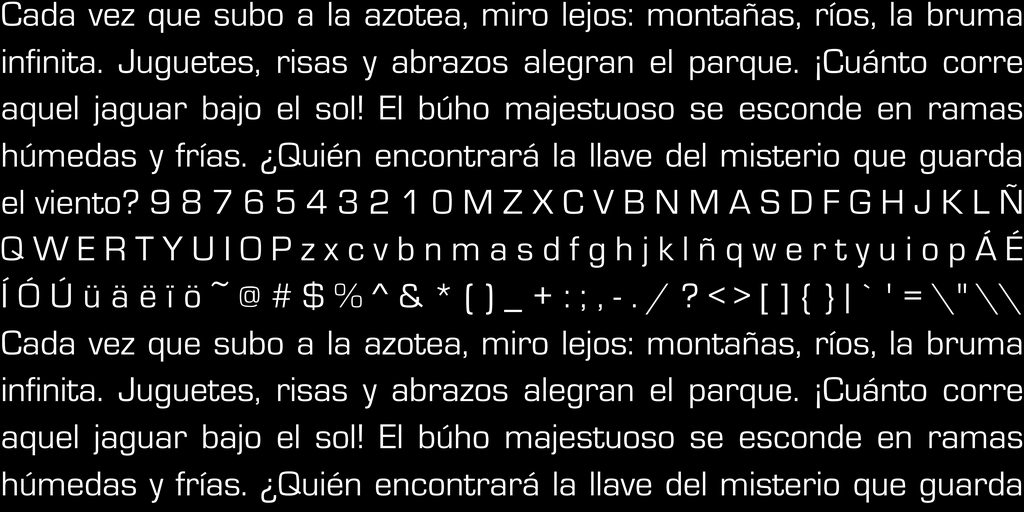 Cada vez que subo a la azotea, miro lejos: montañas, ríos, la bruma
infinita. Juguetes, risas y abrazos alegran el parque. ¡Cuánto corre
aquel jaguar bajo el sol! El búho majestuoso se esconde en ramas
húmedas y frías. ¿Quién encontrará la llave del misterio que guarda
el viento? 9 8 7 6 5 4 3 2 1 0 M Z X C V B N M A S D F G H J K L Ñ
Q W E R T Y U I O P z x c v b n m a s d f g h j k l ñ q w e r t y u i o p Á É
Í Ó Ú ü ä ë ï ö ~ @ # $ % ^ & * ( ) _ + : ; , - . / ? < > [ ] { } | ` ' = \ " \ \
Cada vez que subo a la azotea, miro lejos: montañas, ríos, la bruma
infinita. Juguetes, risas y abrazos alegran el parque. ¡Cuánto corre
aquel jaguar bajo el sol! El búho majestuoso se esconde en ramas
húmedas y frías. ¿Quién encontrará la llave del misterio que guarda